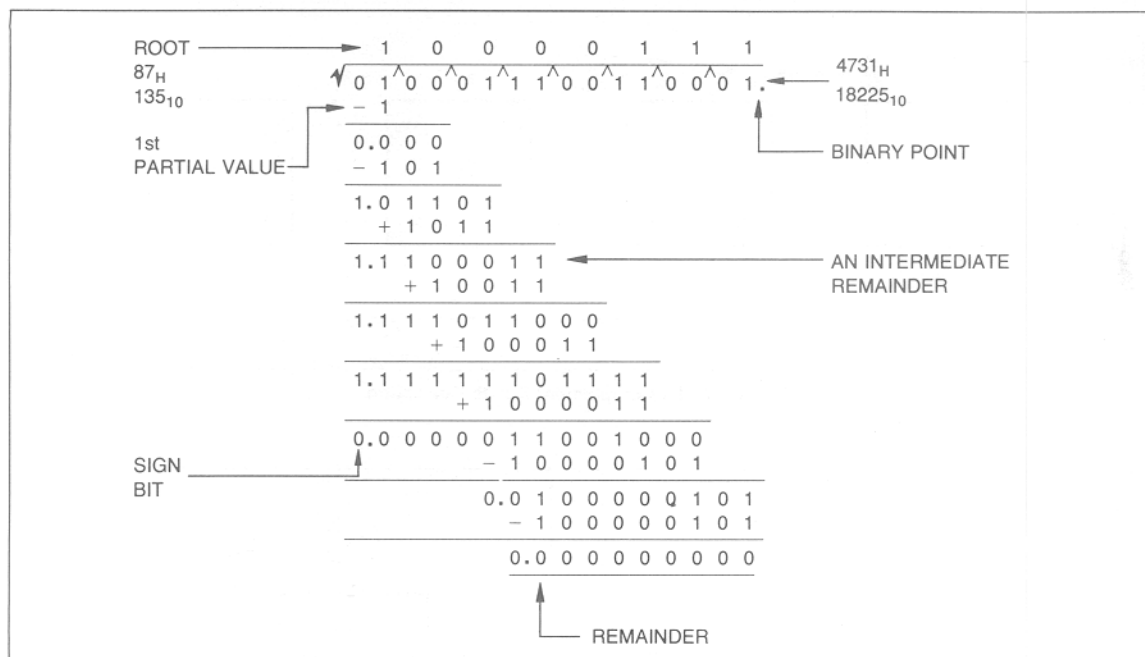 ROOT 1 0 0 0 0 1 1 1
87H
135₁₀
√ 0 1^0 0^0 1^1 1^0 0^1 1^0 0^0 1.
4731H
18225₁₀
− 1
1st
PARTIAL VALUE
0.0 0 0
BINARY POINT
− 1 0 1
1.0 1 1 0 1
+ 1 0 1 1
1.1 1 0 0 0 1 1
AN INTERMEDIATE
REMAINDER
+ 1 0 0 1 1
1.1 1 1 0 1 1 0 0 0
+ 1 0 0 0 1 1
1.1 1 1 1 1 1 0 1 1 1 1
+ 1 0 0 0 0 1 1
0.0 0 0 0 0 1 1 0 0 1 0 0 0
− 1 0 0 0 0 1 0 1
SIGN
BIT
0.0 1 0 0 0 0 0 0 1 0 1
− 1 0 0 0 0 0 1 0 1
0.0 0 0 0 0 0 0 0 0
REMAINDER